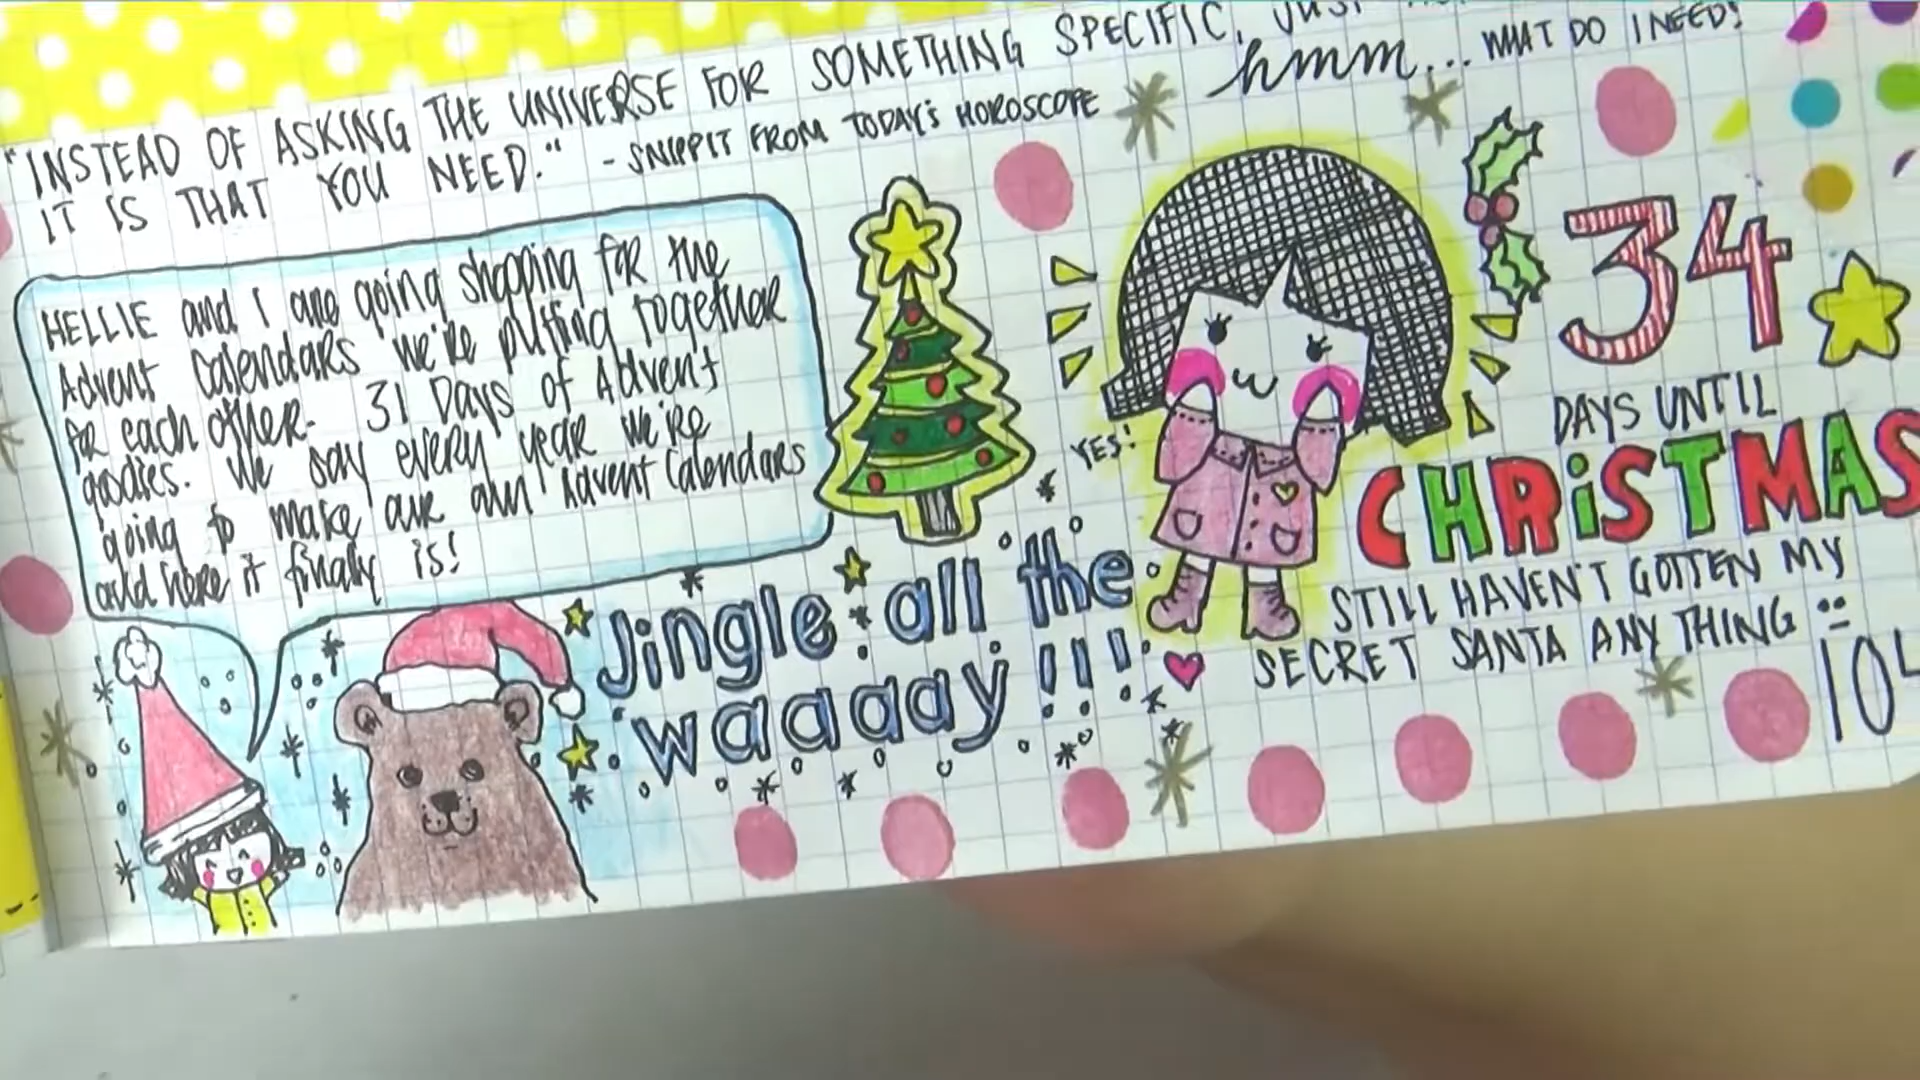 "INSTEAD OF ASKING THE UNIVERSE FOR SOMETHING SPECIFIC, JUST
IT IS THAT YOU NEED." - SNIPPIT FROM TODAY'S HOROSCOPE
hmm... WHAT DO I NEED?
HELLIE and I are going shopping for the
Advent Calendars we're putting together
for each other. 31 Days of Advent
goodies. We say every year we're
going to make our own Advent Calendars
and here it finally is!
YES!
34
DAYS UNTIL
CHRISTMAS
STILL HAVEN'T GOTTEN MY
SECRET SANTA ANYTHING
Jingle all the
waaaay!!!